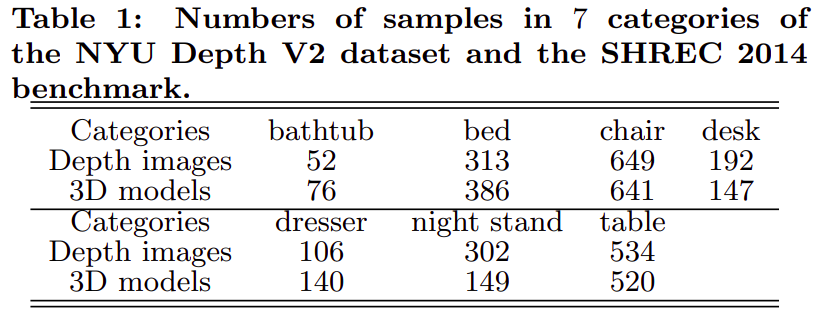 Table 1: Numbers of samples in 7 categories of
the NYU Depth V2 dataset and the SHREC 2014
benchmark.
Categories bathtub bed chair desk
Depth images 52 313 649 192
3D models 76 386 641 147
Categories dresser night stand table
Depth images 106 302 534
3D models 140 149 520